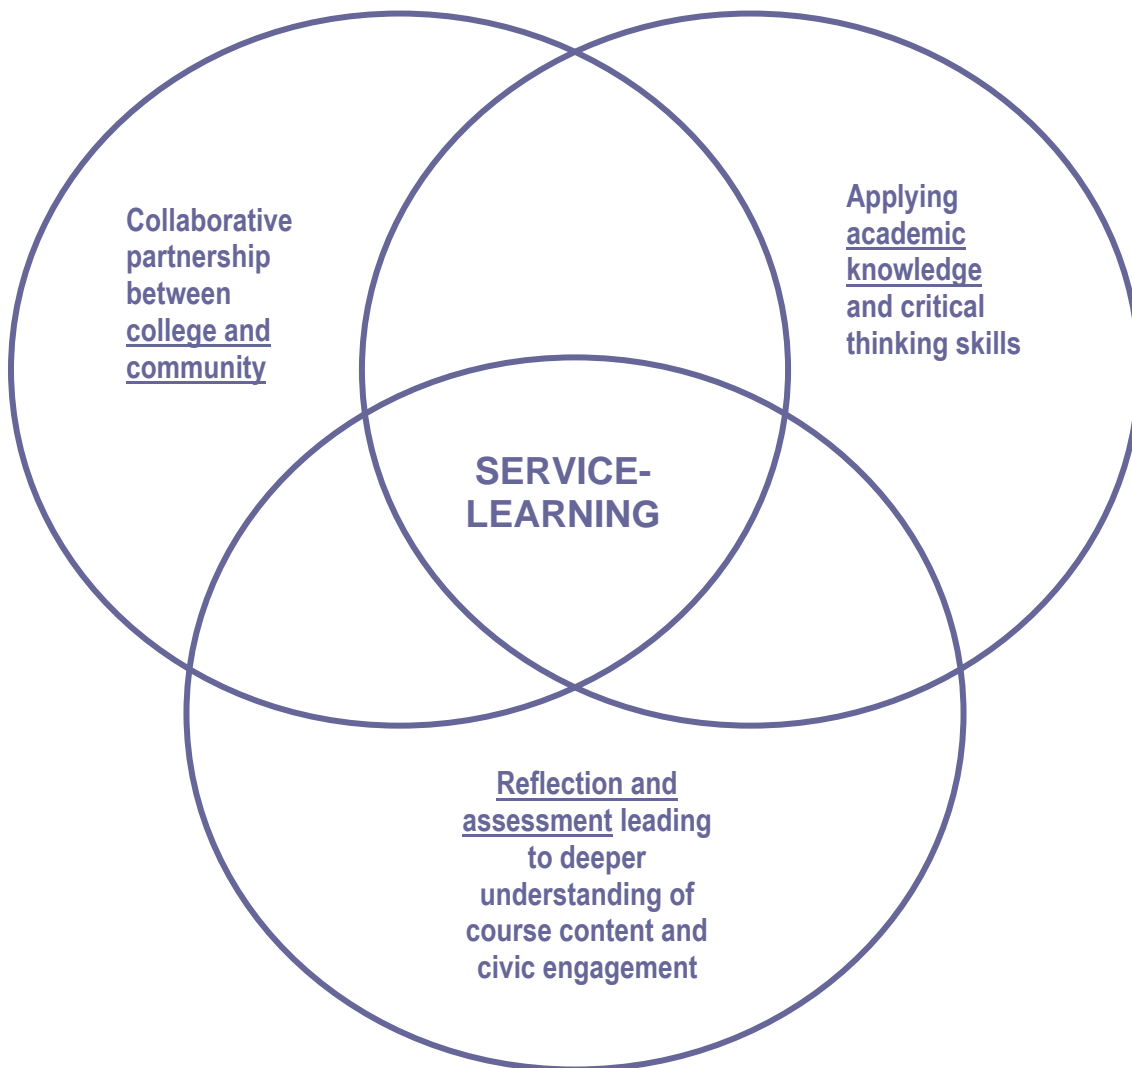 Collaborative
partnership
between
college and
community
Applying
academic
knowledge
and critical
thinking skills
SERVICE-
LEARNING
Reflection and
assessment leading
to deeper
understanding of
course content and
civic engagement